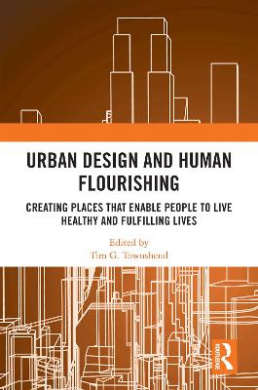 URBAN DESIGN AND HUMAN
FLOURISHING
CREATING PLACES THAT ENABLE PEOPLE TO LIVE
HEALTHY AND FULFILLING LIVES
Edited by
Tim G. Townshend
ROUTLEDGE